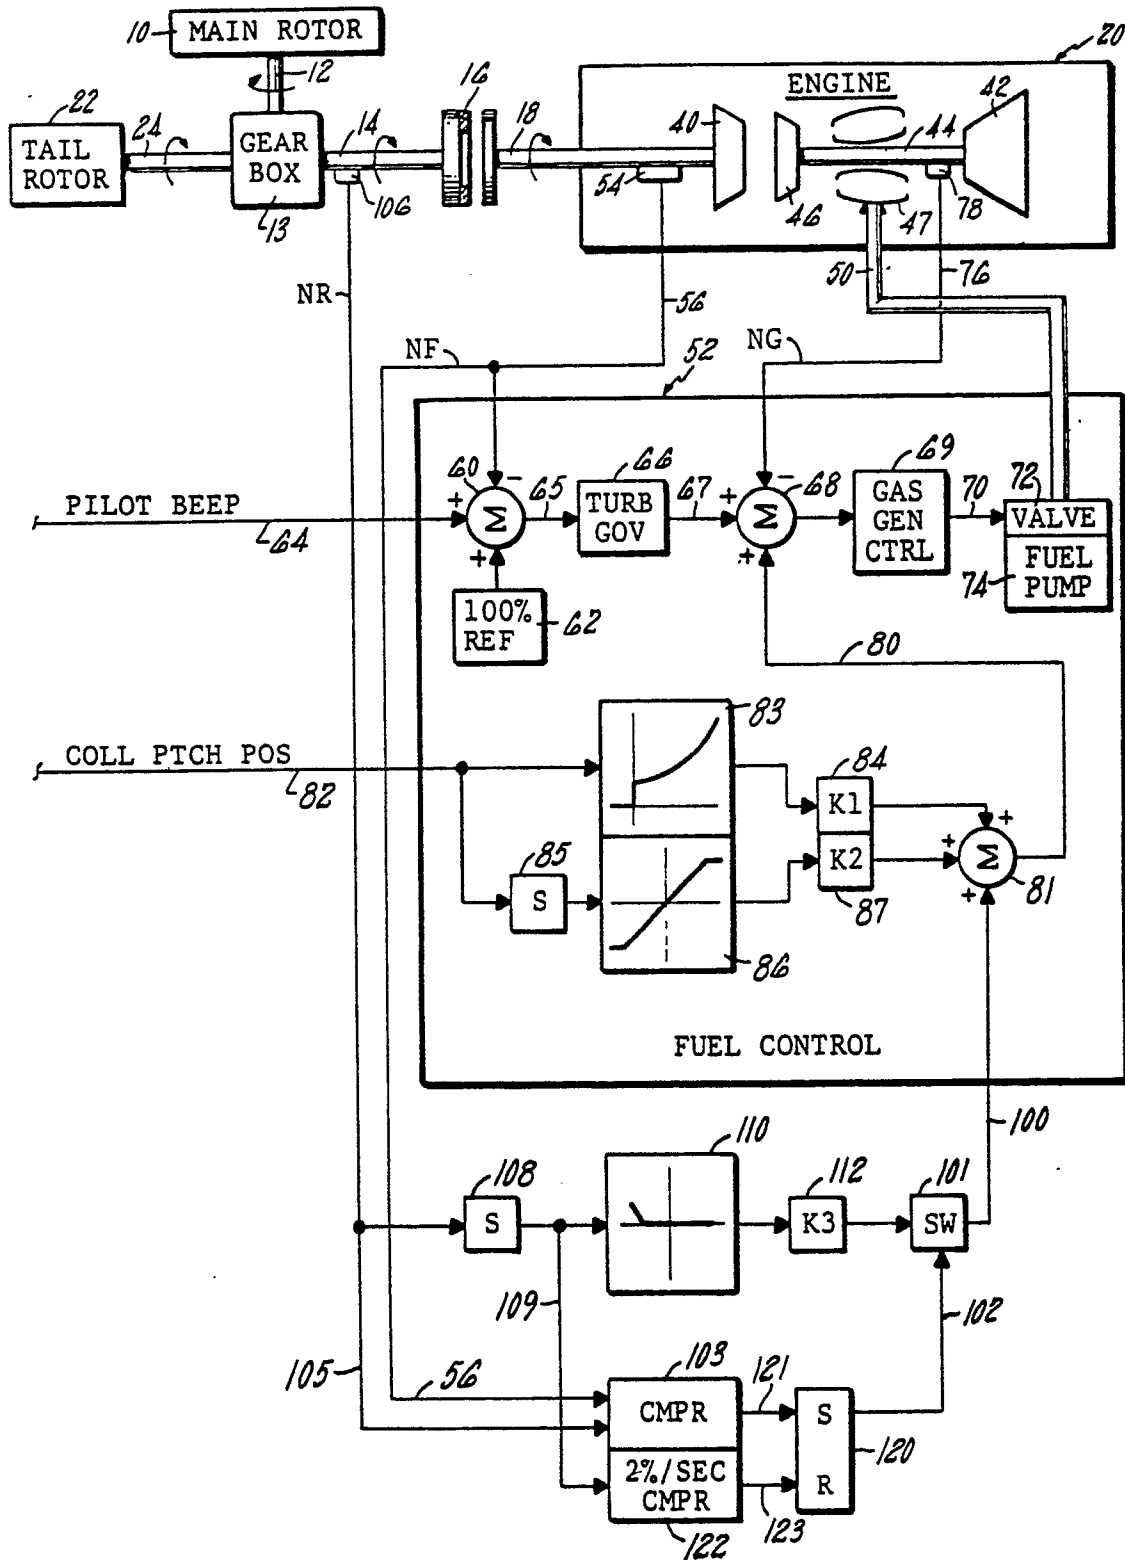 10
MAIN ROTOR
12
20
22
24
TAIL
ROTOR
GEAR
BOX
13
14
106
16
18
ENGINE
40
42
44
54
46
47
78
NR
50
76
56
NF
NG
52
PILOT BEEP
64
60
+
-
M
+
65
66
TURB
GOV
67
+
-
M
+
68
69
GAS
GEN
CTRL
70
72
VALVE
74
FUEL
PUMP
100%
REF
62
80
COLL PTCH POS
82
83
84
K1
85
S
K2
87
86
+
+
M
+
81
FUEL CONTROL
100
108
S
110
112
K3
101
SW
109
102
105
56
103
CMPR
121
S
R
120
2%/SEC
CMPR
122
123